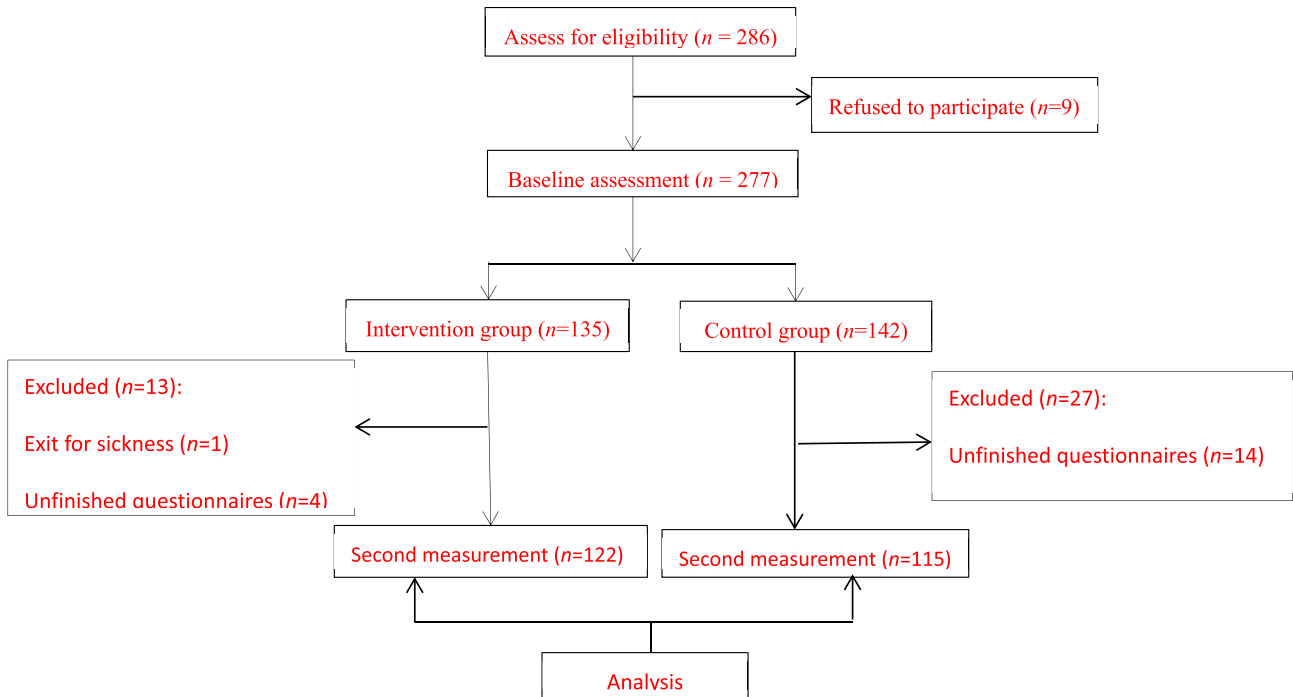 Assess for eligibility (n = 286)
Refused to participate (n=9)
Baseline assessment (n = 277)
Intervention group (n=135)
Control group (n=142)
Excluded (n=13):
Exit for sickness (n=1)
Unfinished questionnaires (n=4)
Excluded (n=27):
Unfinished questionnaires (n=14)
Second measurement (n=122)
Second measurement (n=115)
Analysis